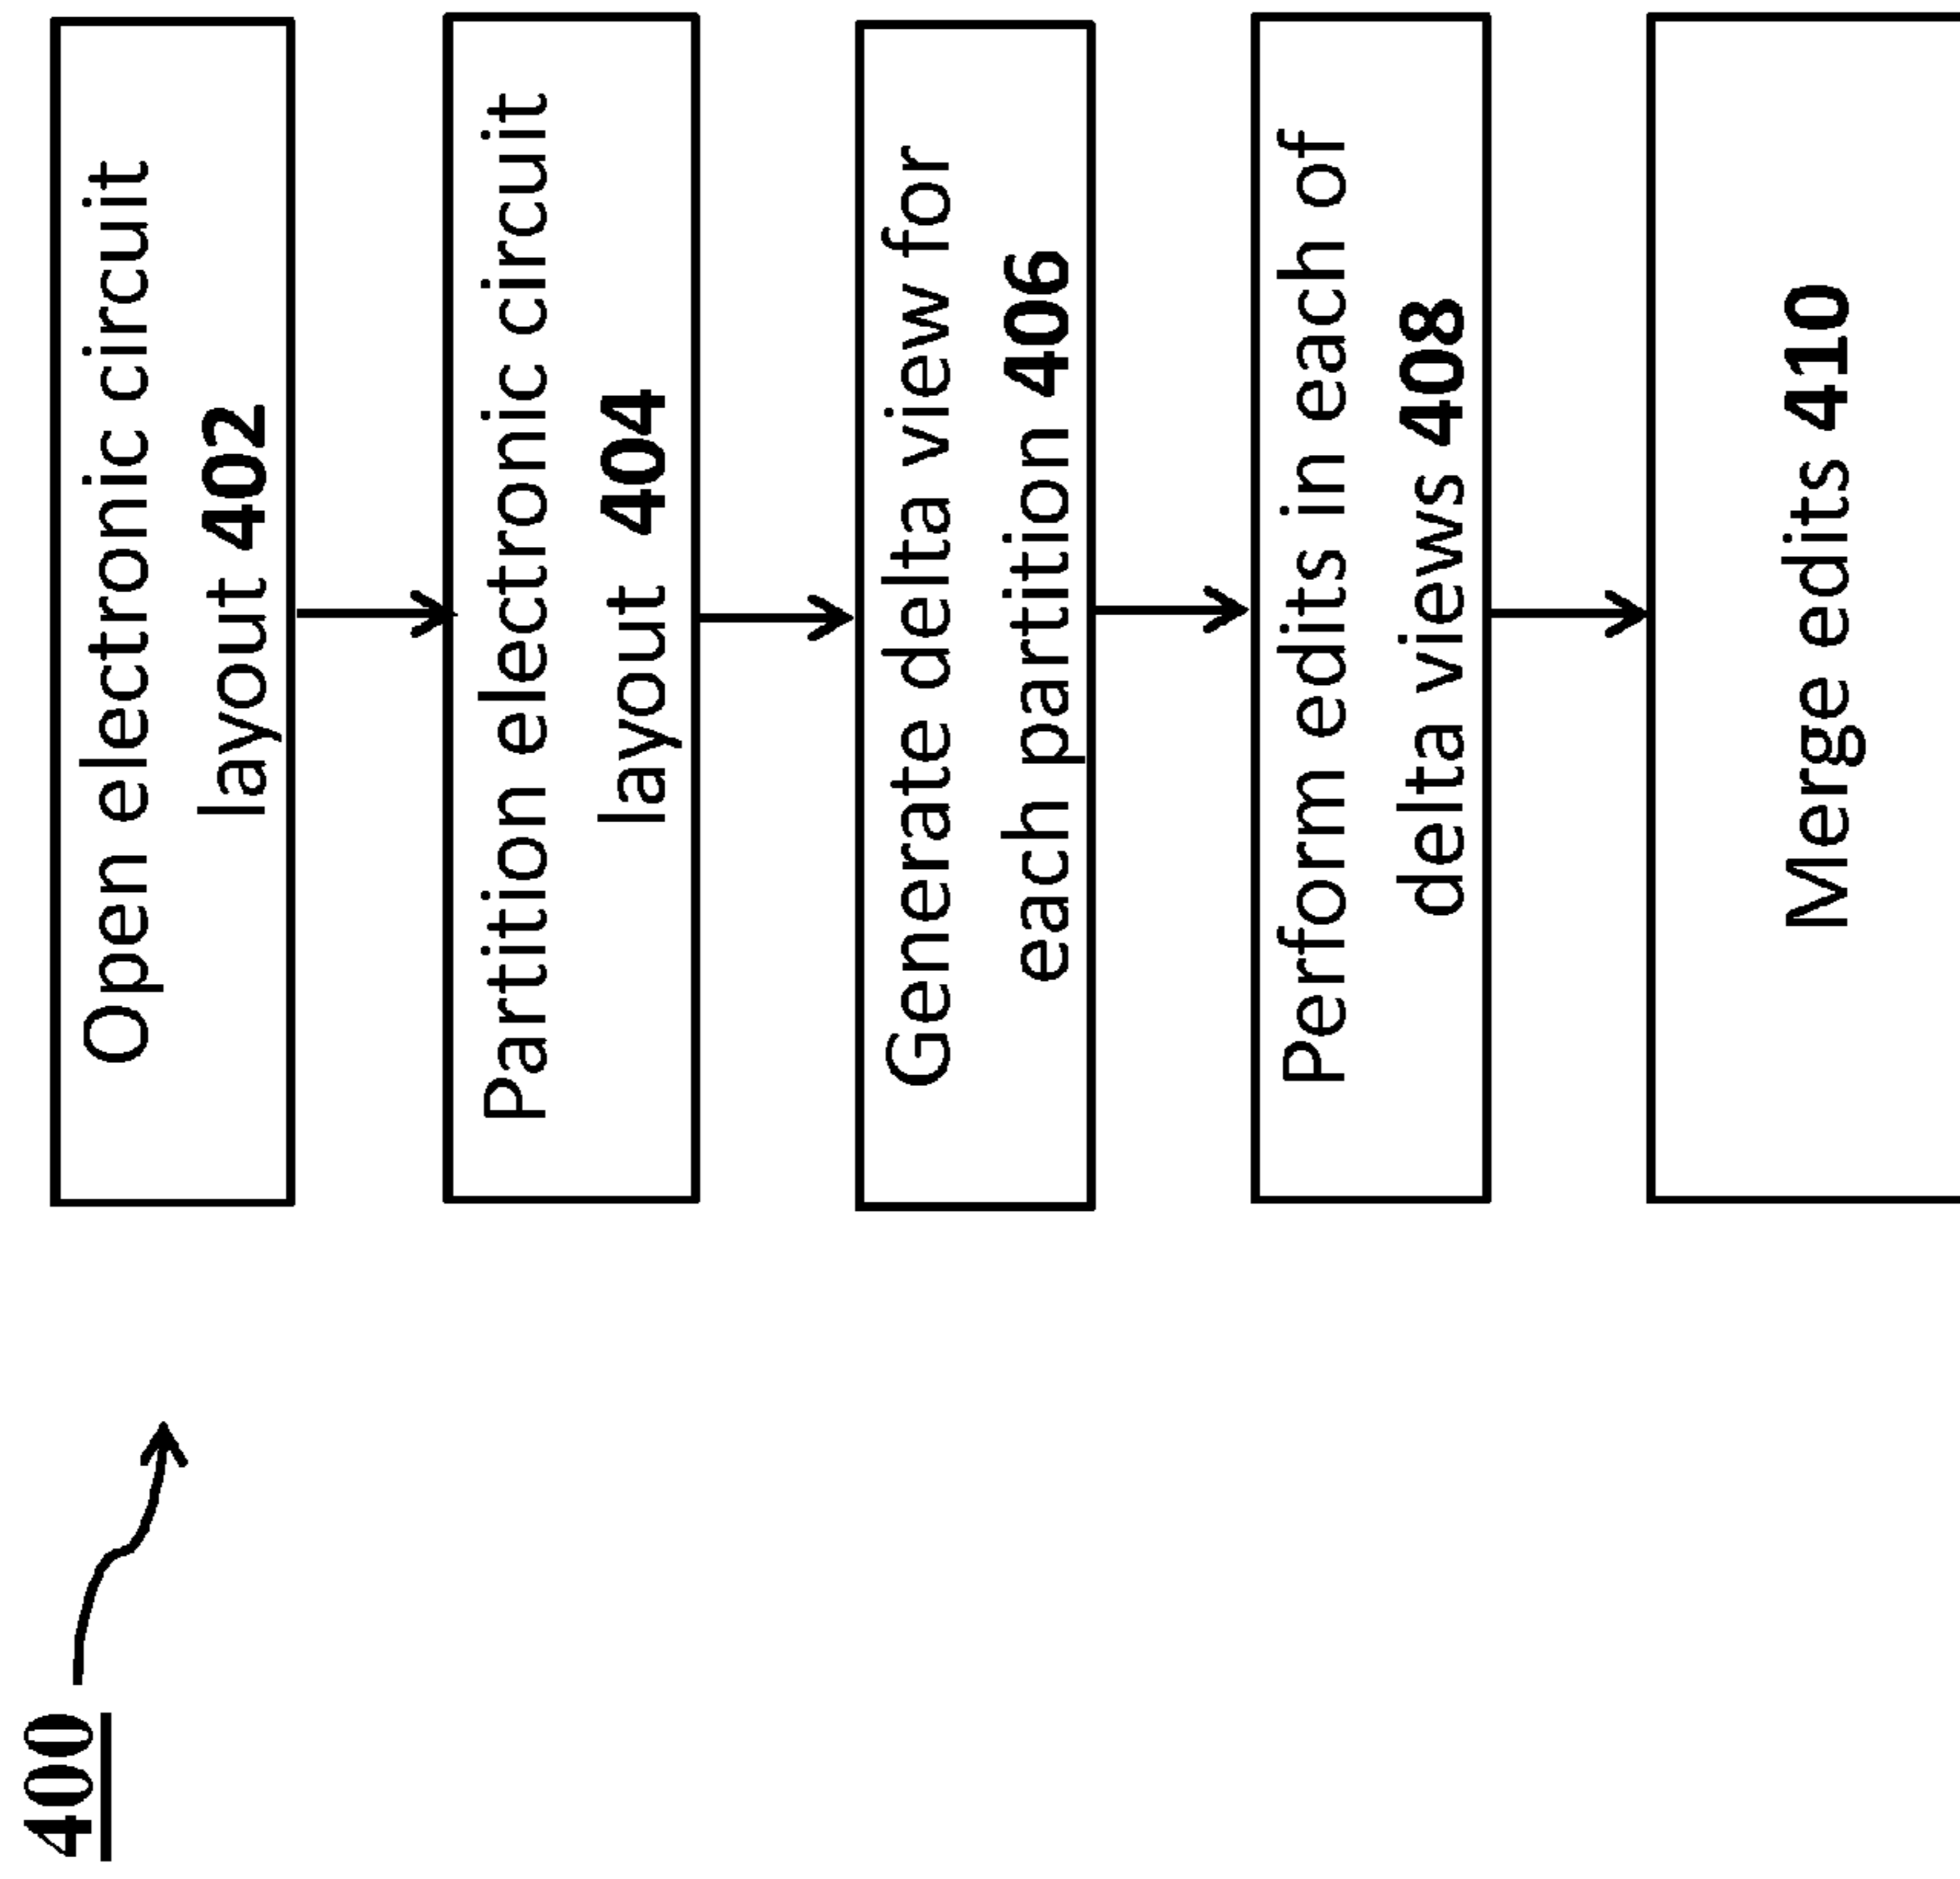 400
Open electronic circuit
layout 402
Partition electronic circuit
layout 404
Generate delta view for
each partition 406
Perform edits in each of
delta views 408
Merge edits 410